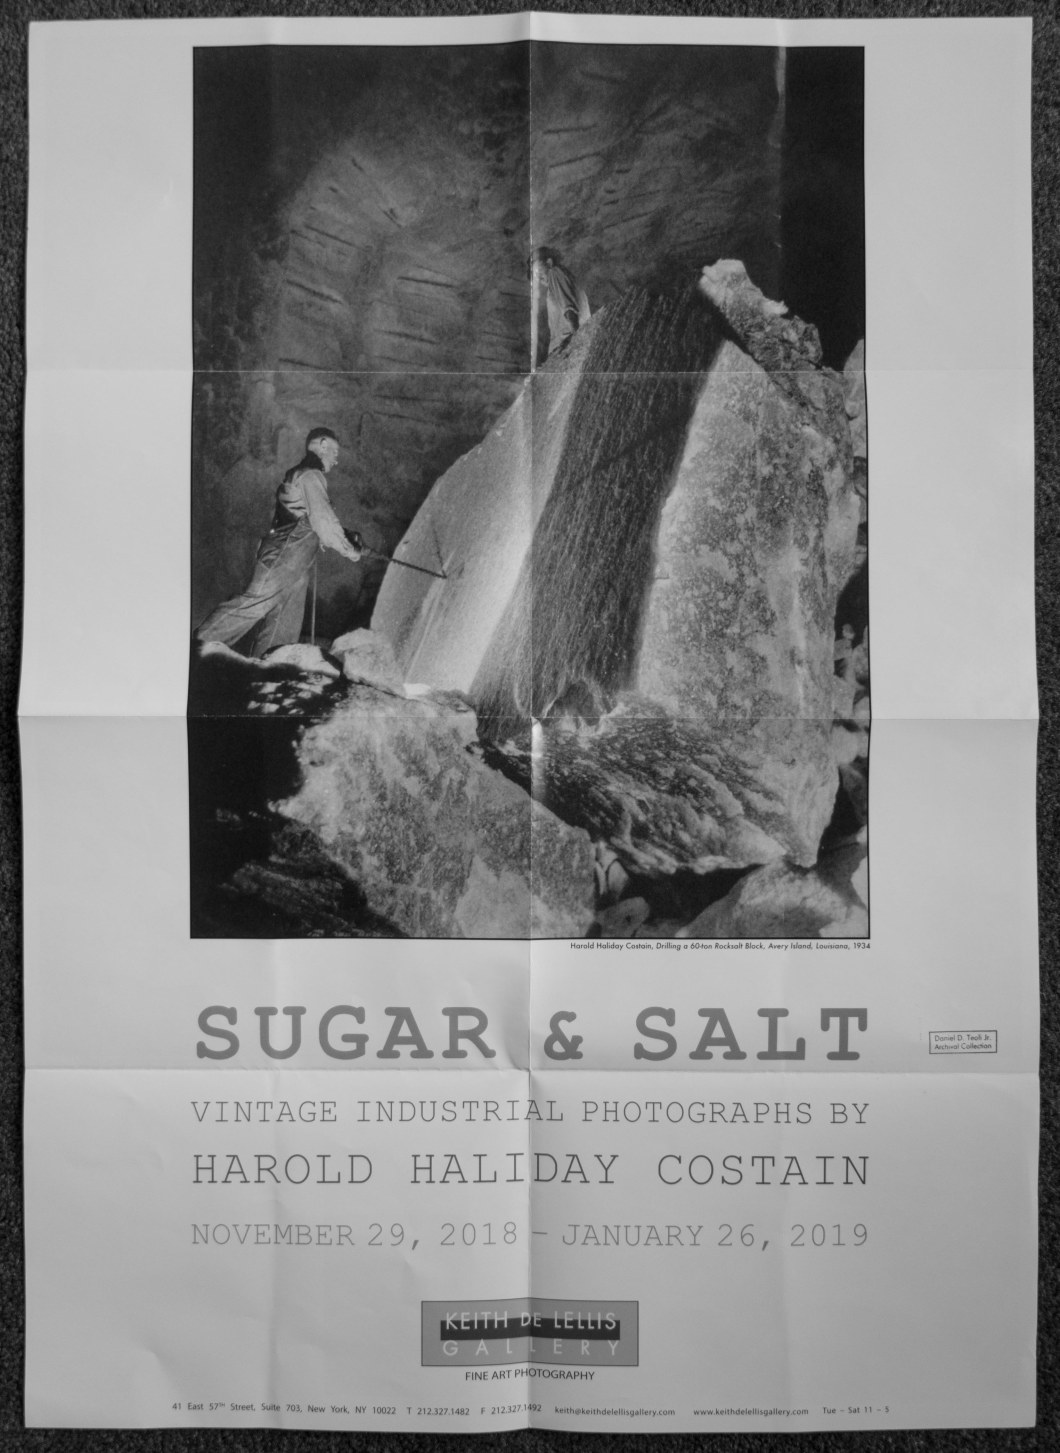 Harold Haliday Costain, Drilling a 60-ton Rocksalt Block, Avery Island, Louisiana, 1934
SUGAR & SALT
Daniel D. Teoli Jr.
Archival Collection
VINTAGE INDUSTRIAL PHOTOGRAPHS BY
HAROLD HALIDAY COSTAIN
NOVEMBER 29, 2018 – JANUARY 26, 2019
KEITH DE LELLIS
GALLERY
FINE ART PHOTOGRAPHY
41 East 57th Street, Suite 703, New York, NY 10022 T 212.327.1482 F 212.327.1492 keith@keithdelellisgallery.com www.keithdelellisgallery.com Tue – Sat 11 – 5